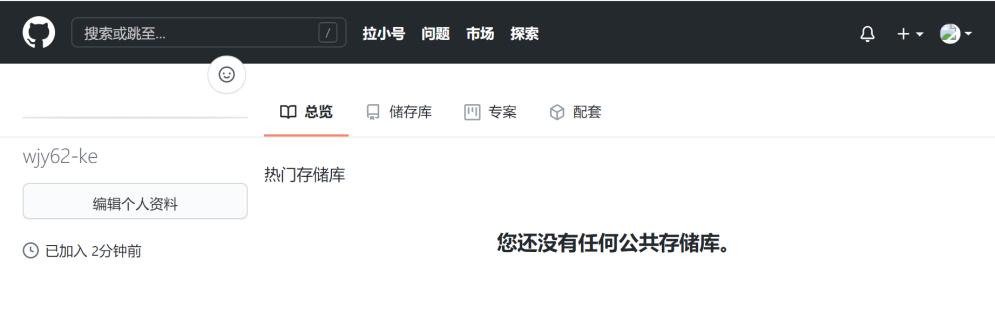 搜索或跳至... / 拉小号 问题 市场 探索
总览 储存库 专案 配套
wjy62-ke
热门存储库
编辑个人资料
您还没有任何公共存储库。
已加入 2分钟前